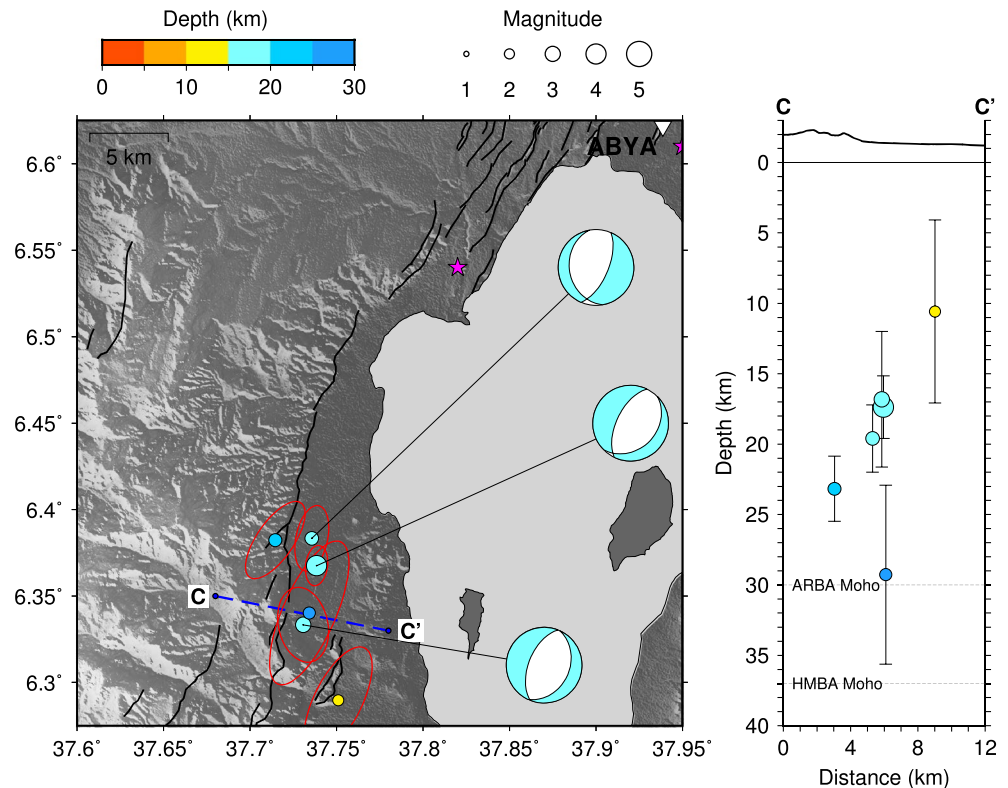 Depth (km)
0 10 20 30
Magnitude
1 2 3 4 5
5 km
ABYA
6.6˚
6.55˚
6.5˚
6.45˚
6.4˚
6.35˚
6.3˚
C
C'
37.6 37.65˚ 37.7˚ 37.75˚ 37.8˚ 37.85˚ 37.9˚ 37.95˚
C C'
0
5
10
15
20
25
30
35
40
Depth (km)
ARBA Moho
HMBA Moho
0 4 8 12
Distance (km)